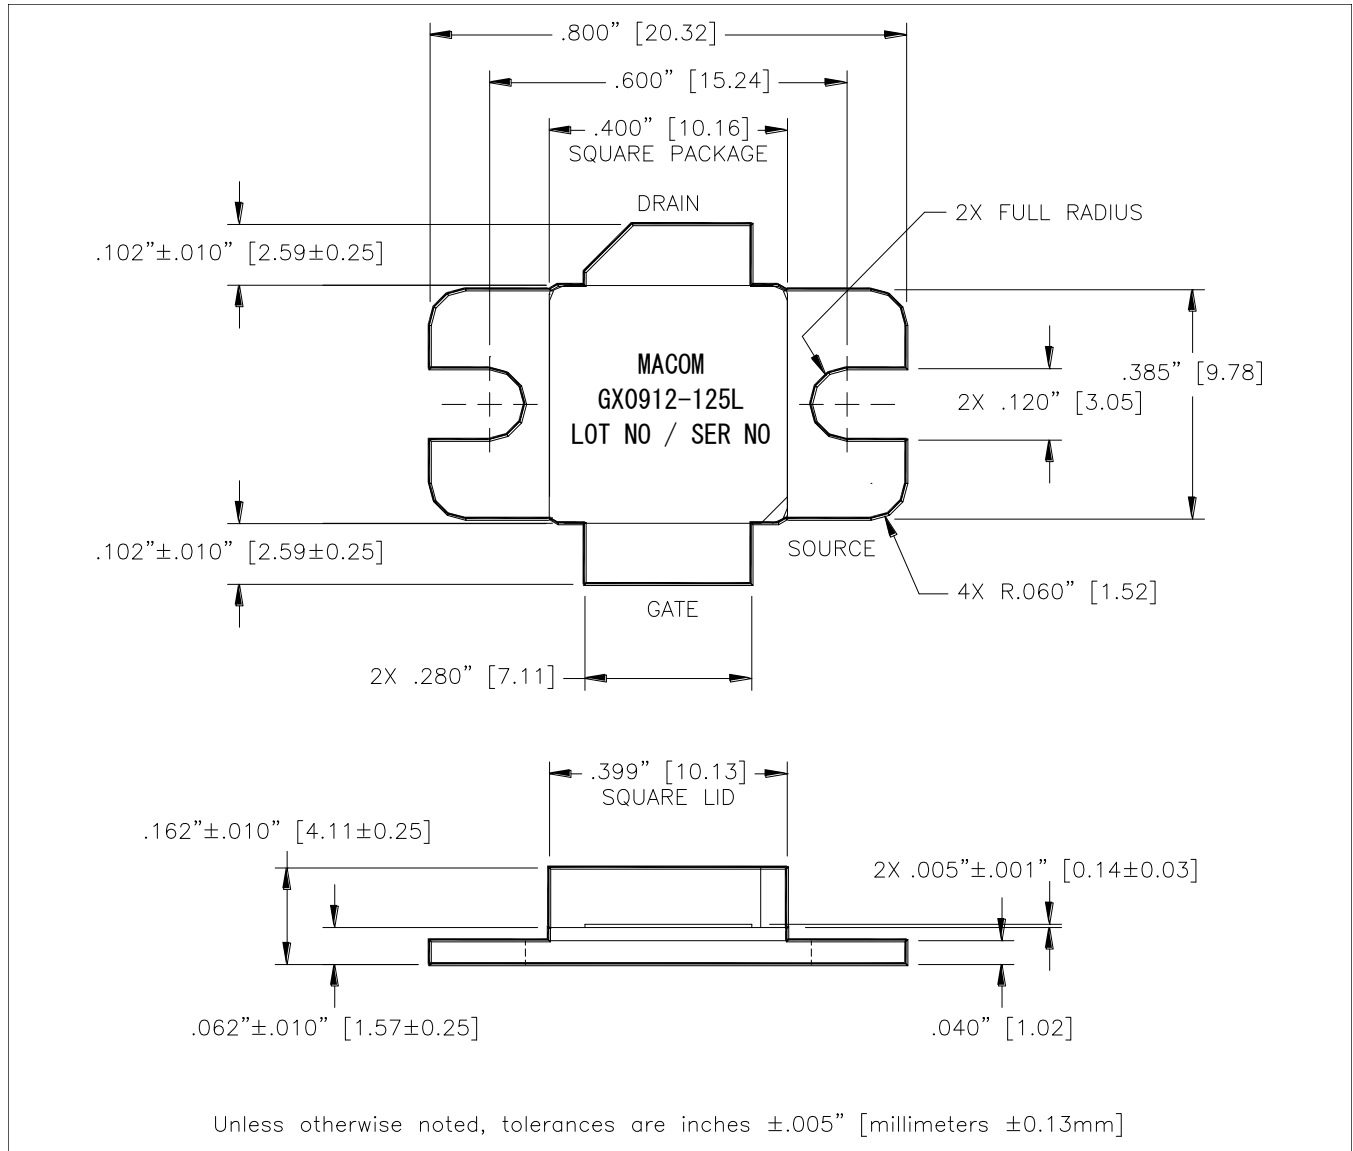 .800” [20.32]
.600” [15.24]
.400” [10.16]
SQUARE PACKAGE
DRAIN
2X FULL RADIUS
.102”±.010” [2.59±0.25]
MACOM
GX0912-125L
LOT NO / SER NO
.385” [9.78]
2X .120” [3.05]
.102”±.010” [2.59±0.25]
SOURCE
4X R.060” [1.52]
GATE
2X .280” [7.11]
.399” [10.13]
SQUARE LID
.162”±.010” [4.11±0.25]
2X .005”±.001” [0.14±0.03]
.062”±.010” [1.57±0.25]
.040” [1.02]
Unless otherwise noted, tolerances are inches ±.005” [millimeters ±0.13mm]